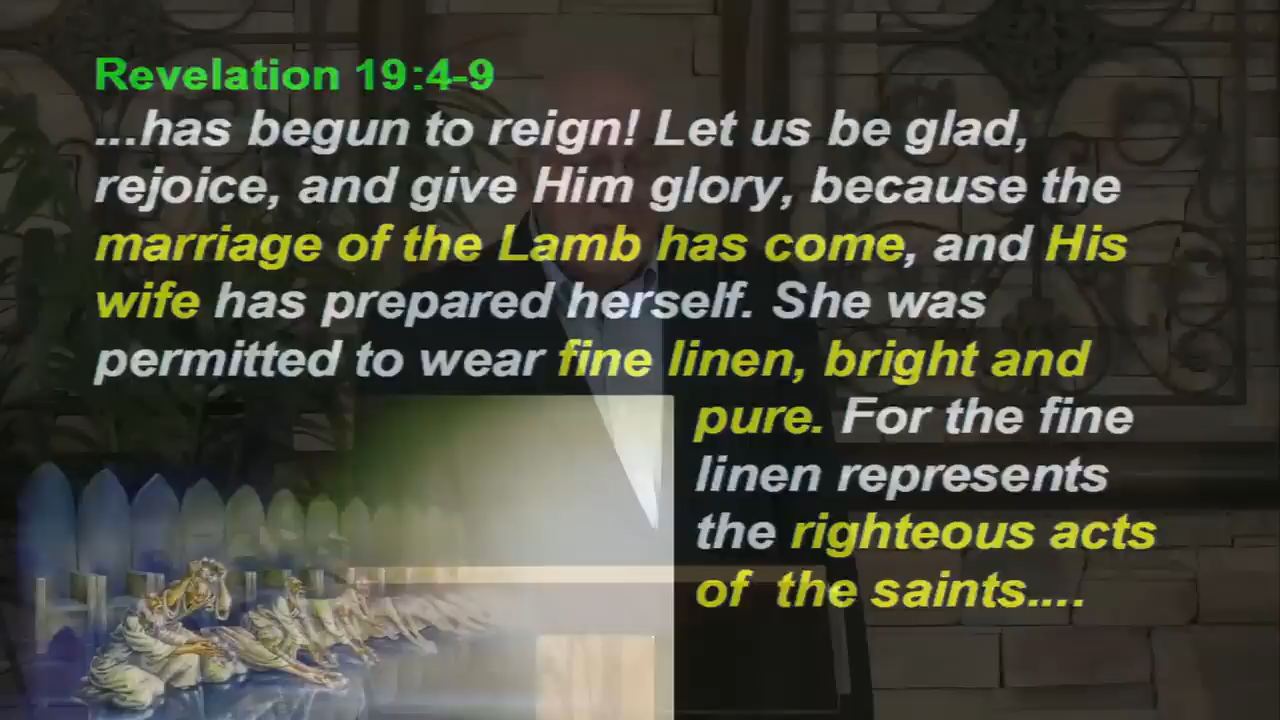 Revelation 19:4-9
...has begun to reign! Let us be glad,
rejoice, and give Him glory, because the
marriage of the Lamb has come, and His
wife has prepared herself. She was
permitted to wear fine linen, bright and
pure. For the fine
linen represents
the righteous acts
of the saints....